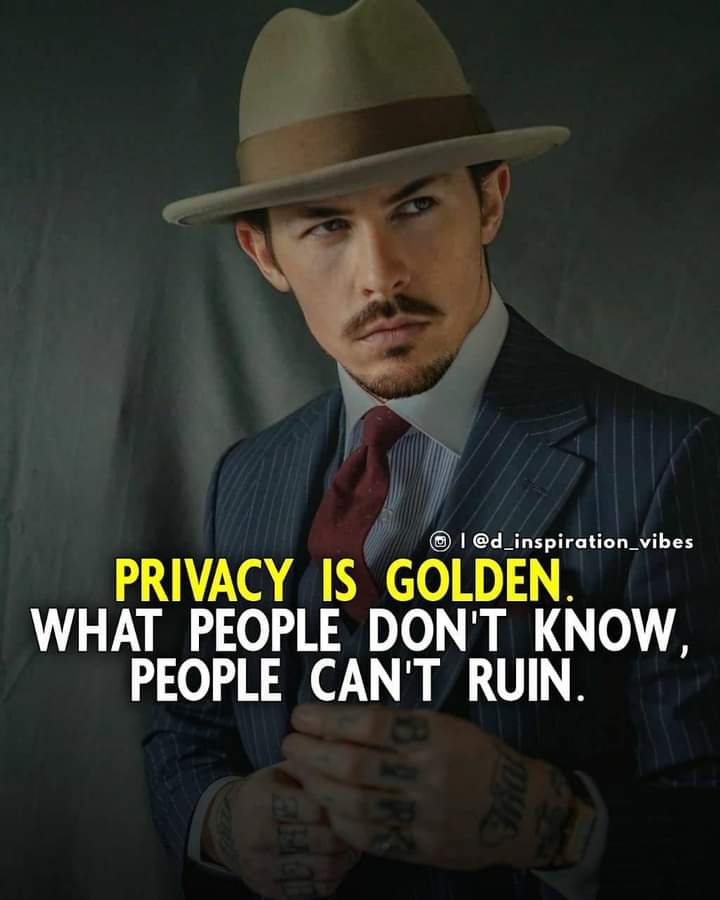 | @d_inspiration_vibes
PRIVACY IS GOLDEN.
WHAT PEOPLE DON'T KNOW,
PEOPLE CAN'T RUIN.